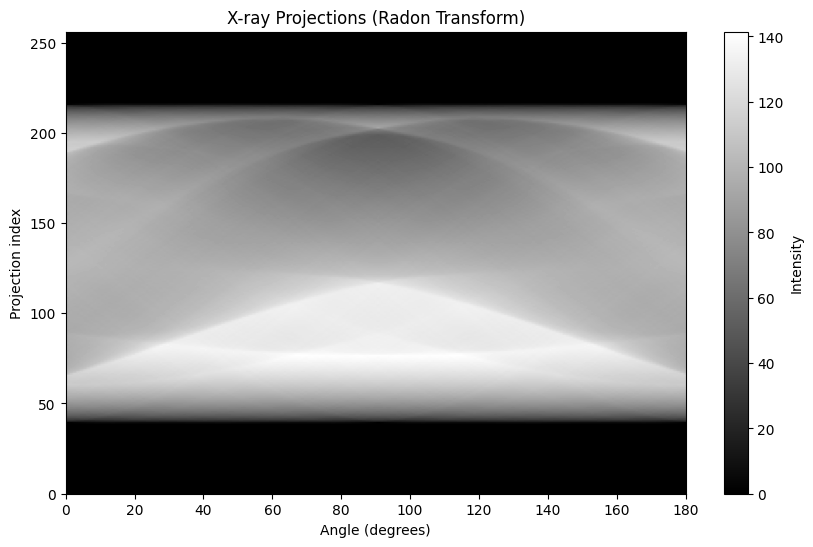 X-ray Projections (Radon Transform)
250
200
150
100
50
0
Projection index
0 20 40 60 80 100 120 140 160 180
Angle (degrees)
140
120
100
80
60
40
20
0
Intensity